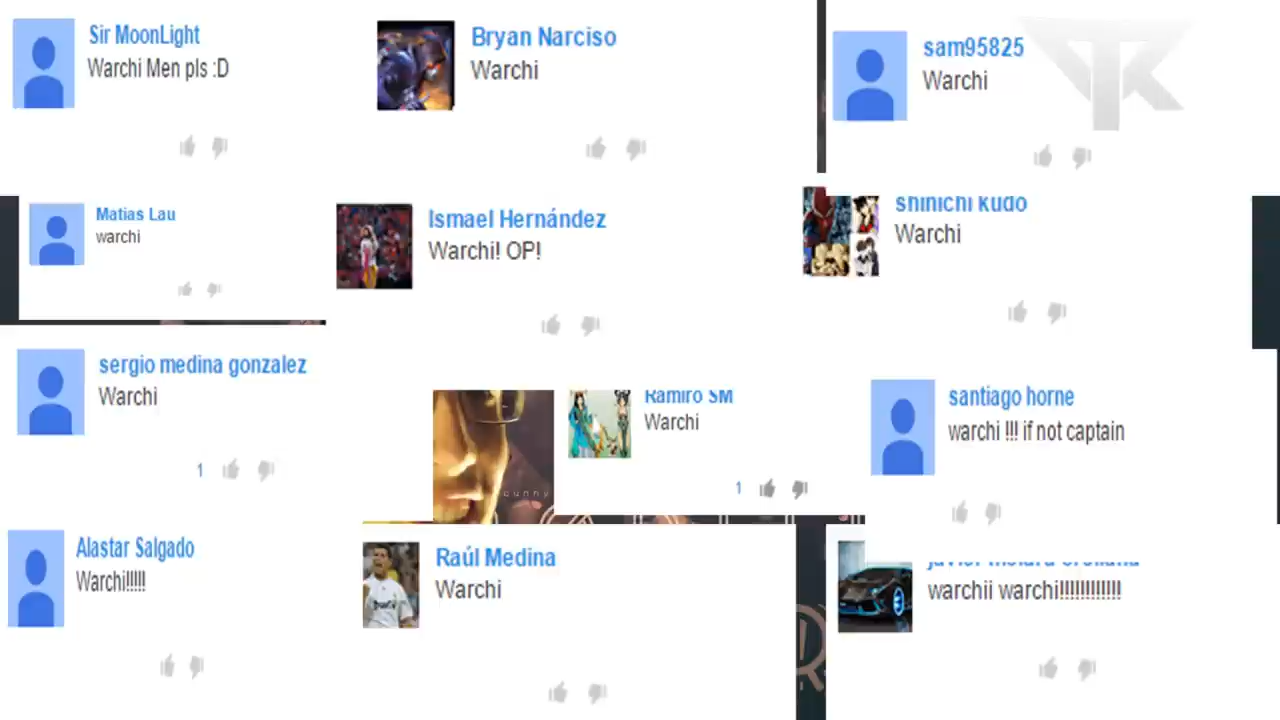 Sir MoonLight
Warchi Men pls :D
Bryan Narciso
Warchi
sam95825
Warchi
TK
Matias Lau
warchi
Ismael Hernández
Warchi! OP!
shinichi kudo
Warchi
sergio medina gonzalez
Warchi
1
Ramiro SM
Warchi
1
santiago horne
warchi !!! if not captain
Alastar Salgado
Warchi!!!!!
Raúl Medina
Warchi
warchii warchi!!!!!!!!!!!!!